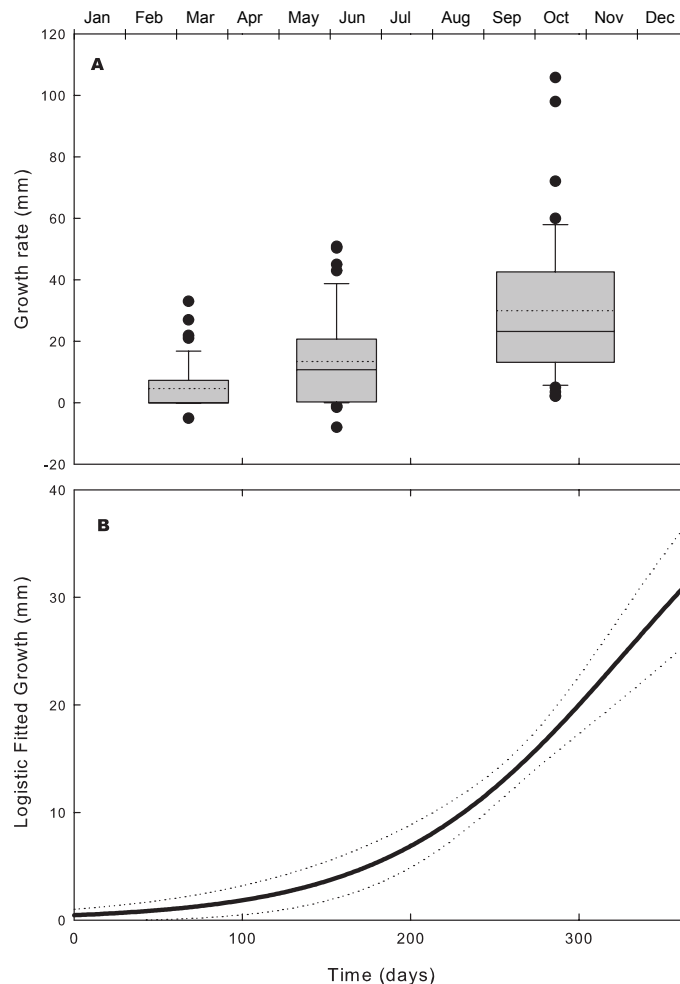 Jan Feb Mar Apr May Jun Jul Aug Sep Oct Nov Dec
120
A
100
80
60
40
20
0
-20
Growth rate (mm)
40
B
30
20
10
0
Logistic Fitted Growth (mm)
0 100 200 300
Time (days)